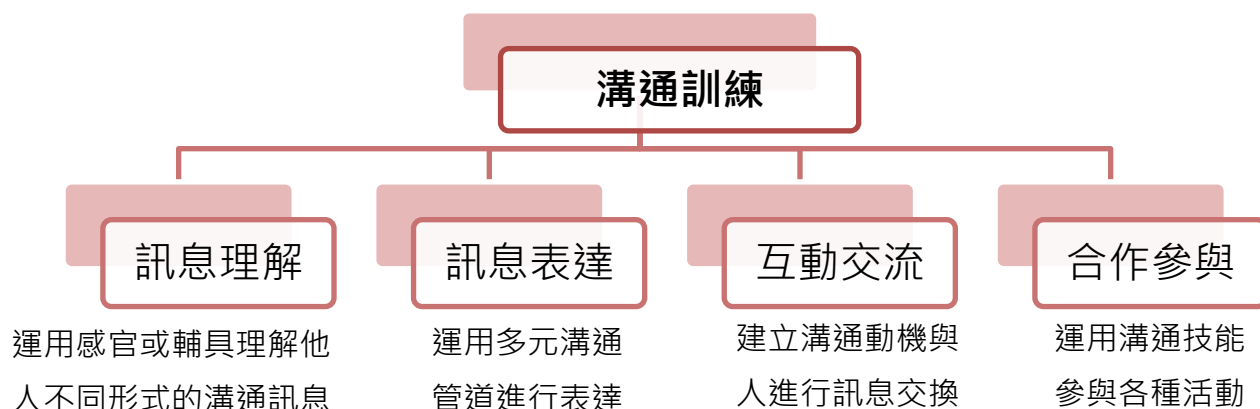 溝通訓練
訊息理解
訊息表達
互動交流
合作參與
運用感官或輔具理解他
人不同形式的溝通訊息
運用多元溝通
管道進行表達
建立溝通動機與
人進行訊息交換
運用溝通技能
參與各種活動